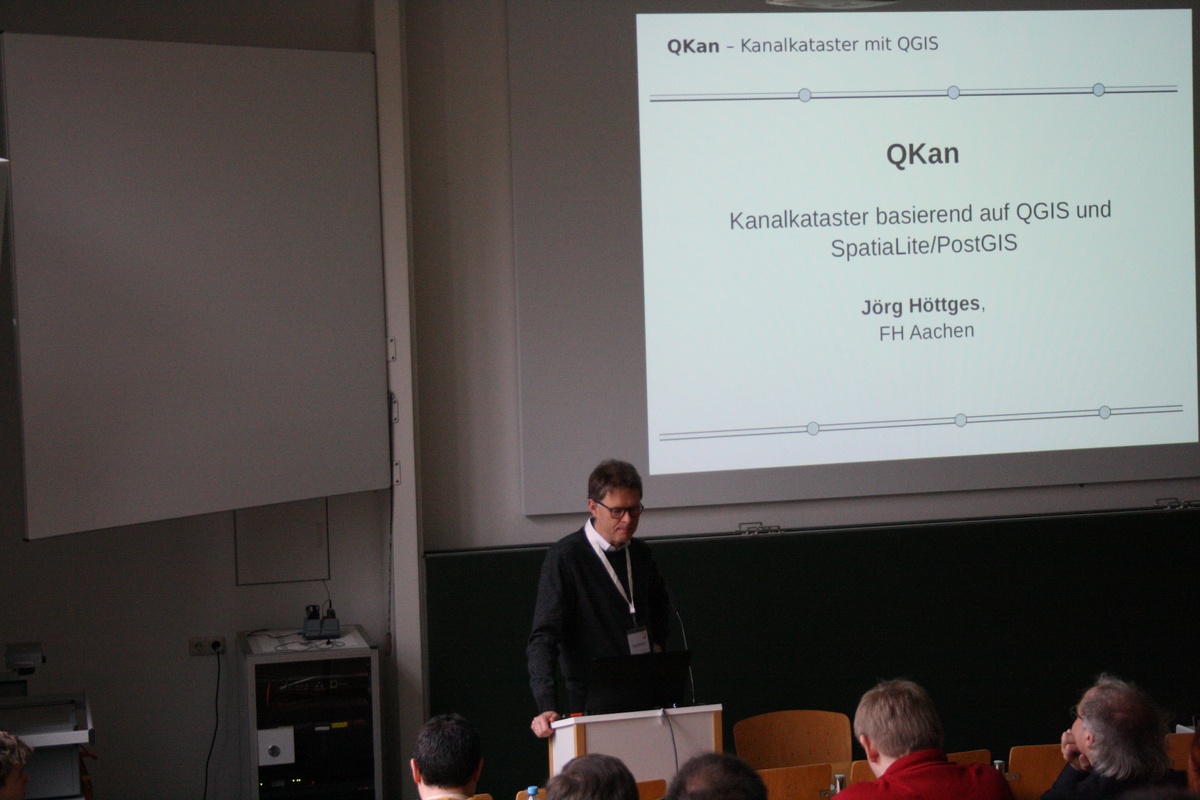 QKan – Kanalkataster mit QGIS
QKan
Kanalkataster basierend auf QGIS und
SpatiaLite/PostGIS
Jörg Höttges,
FH Aachen